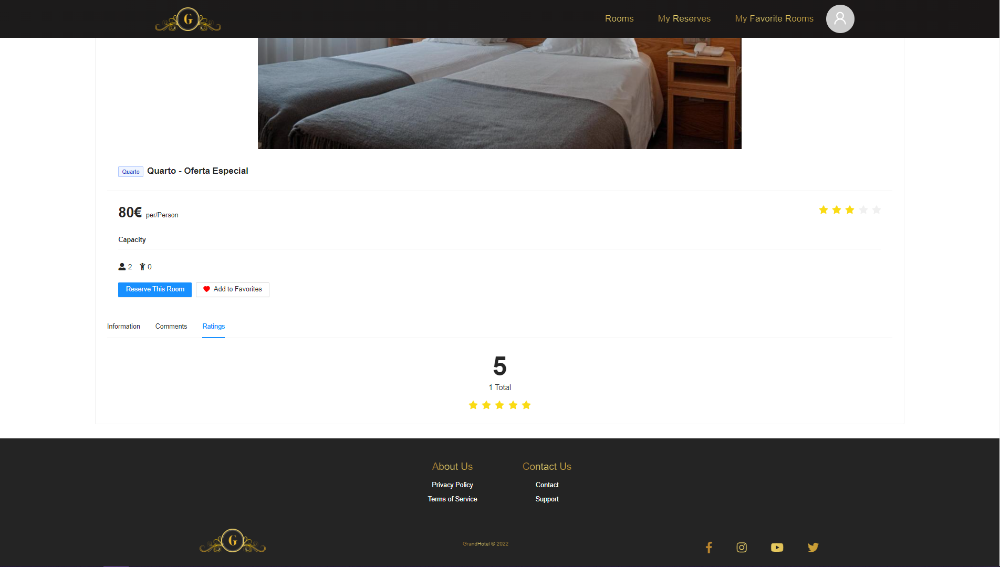 G
Rooms My Reserves My Favorite Rooms
Quarto Quarto - Oferta Especial
80€ per/Person
Capacity
2 0
Reserve This Room Add to Favorites
Information Comments Ratings
5
1 Total
About Us Contact Us
Privacy Policy Contact
Terms of Service Support
G
GrandHotel © 2022